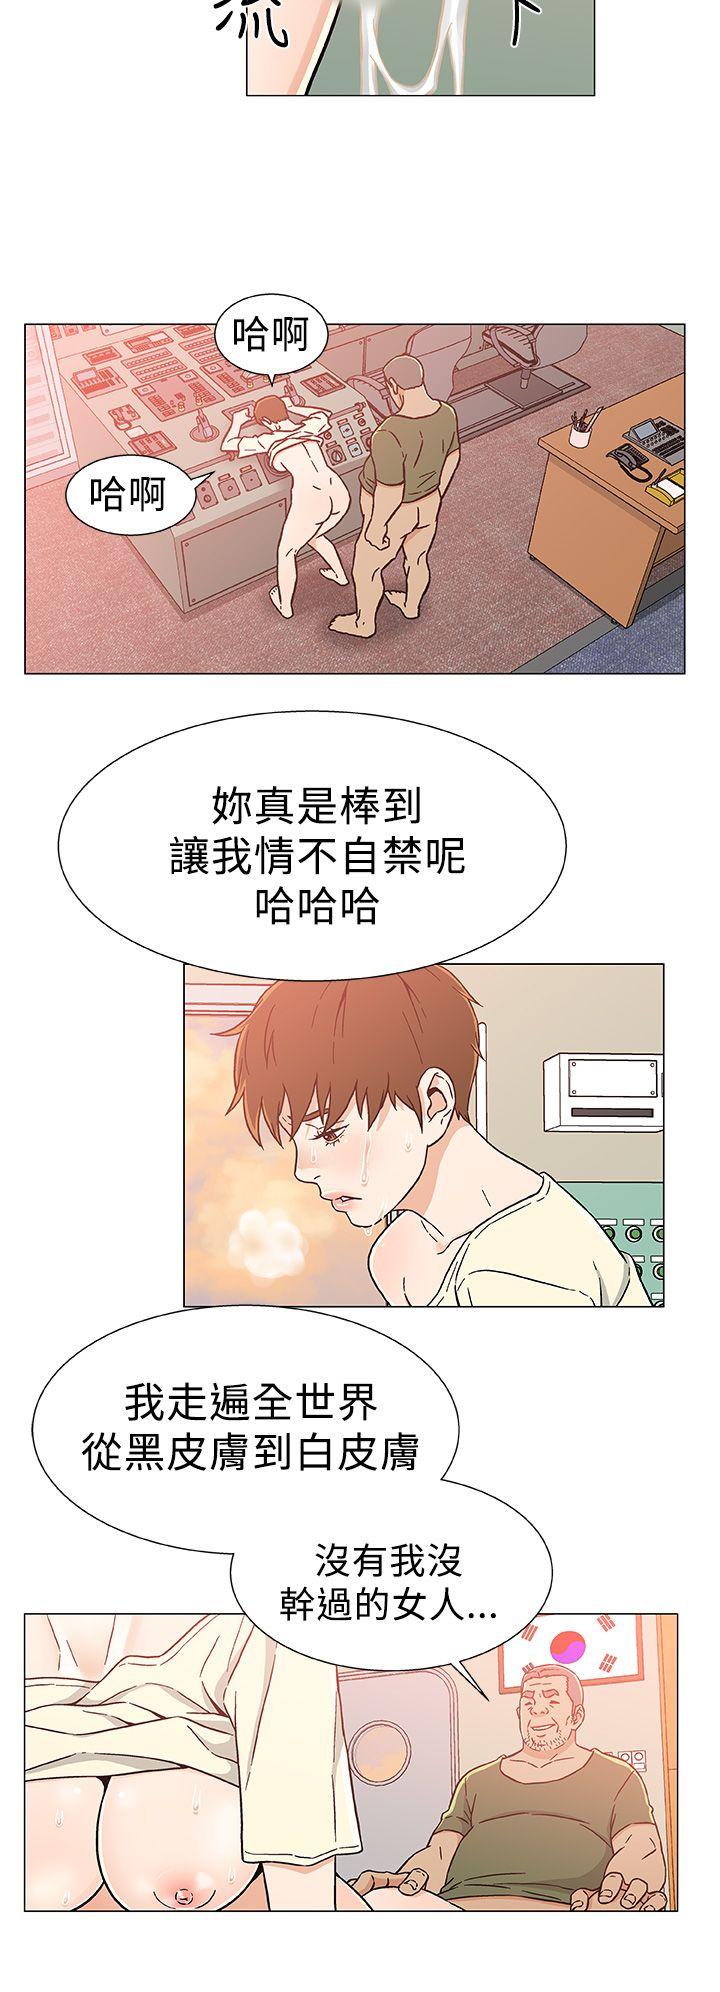 流
下
哈啊
哈啊
妳真是棒到
讓我情不自禁呢
哈哈哈
我走遍全世界
從黑皮膚到白皮膚
沒有我沒
幹過的女人...